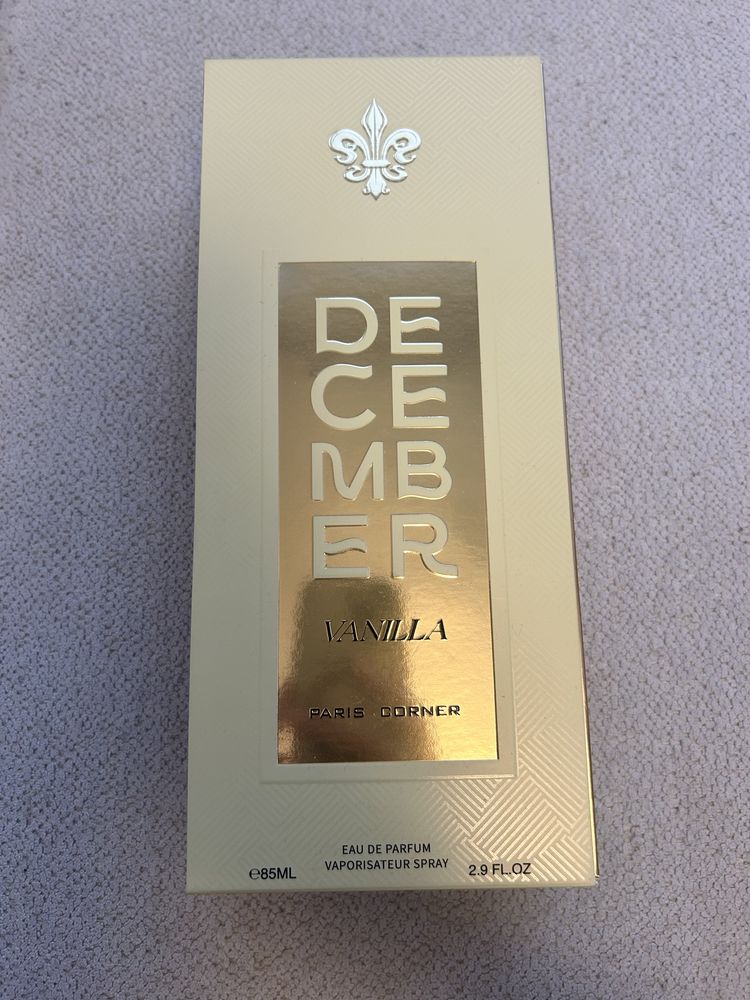 DE
CE
MB
ER
VANILLA
PARIS CORNER
EAU DE PARFUM
VAPORISATEUR SPRAY
℮85ML
2.9 FL.OZ